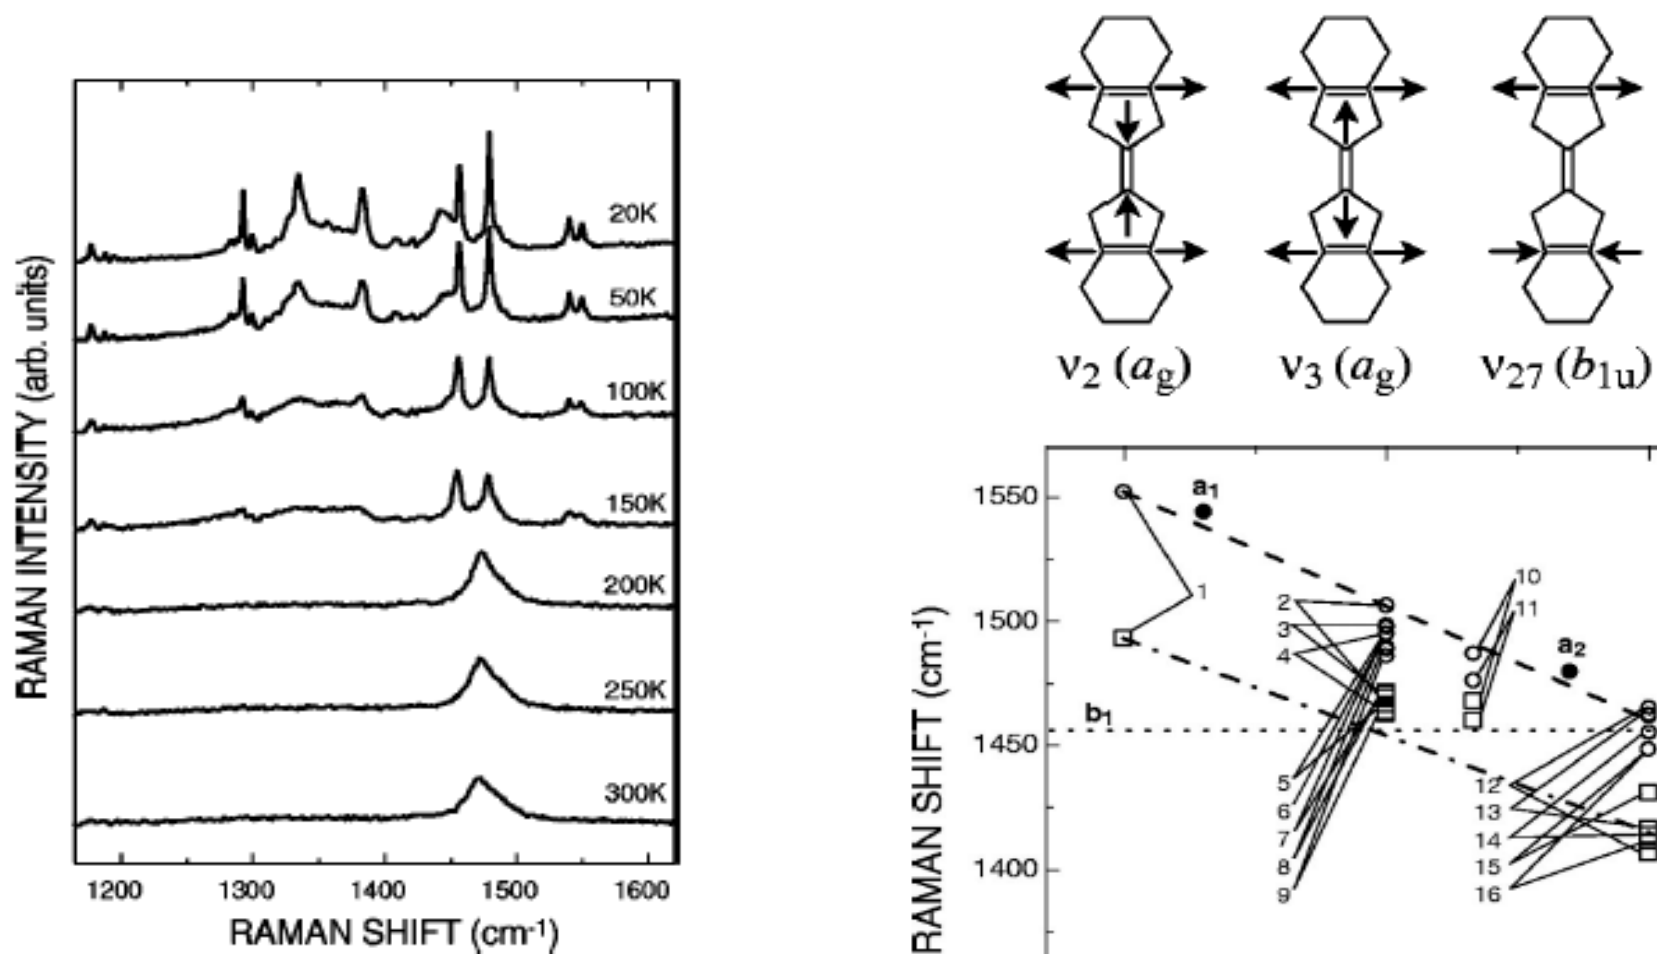 20K
50K
100K
150K
200K
250K
300K
1200 1300 1400 1500 1600
RAMAN SHIFT (cm-1)
RAMAN INTENSITY (arb. units)
ν2 (ag) ν3 (ag) ν27 (b1u)
1550
1500
1450
1400
RAMAN SHIFT (cm-1)
a1
a2
b1
1
2
3
4
5
6
7
8
9
10
11
12
13
14
15
16